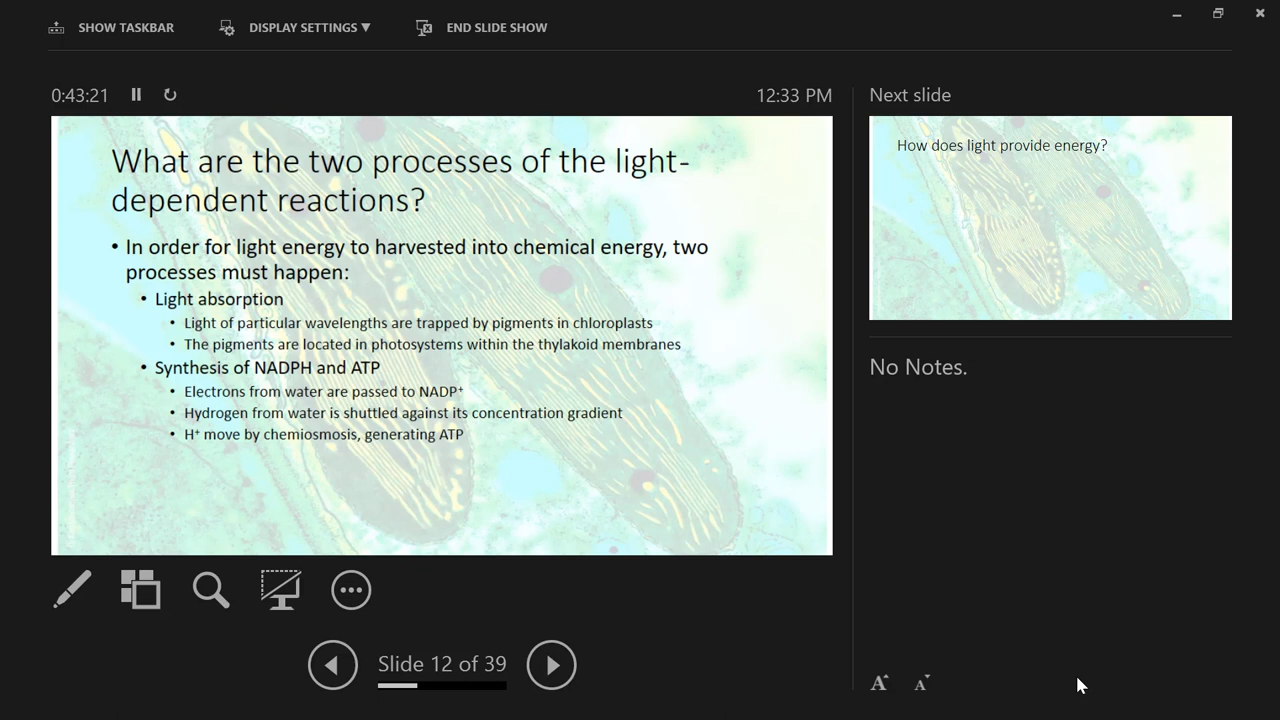 SHOW TASKBAR
DISPLAY SETTINGS ▼
END SLIDE SHOW
0:43:21
12:33 PM
What are the two processes of the light-
dependent reactions?
• In order for light energy to harvested into chemical energy, two
processes must happen:
• Light absorption
• Light of particular wavelengths are trapped by pigments in chloroplasts
• The pigments are located in photosystems within the thylakoid membranes
• Synthesis of NADPH and ATP
• Electrons from water are passed to NADP⁺
• Hydrogen from water is shuttled against its concentration gradient
• H⁺ move by chemiosmosis, generating ATP
Slide 12 of 39
Next slide
How does light provide energy?
No Notes.
A A